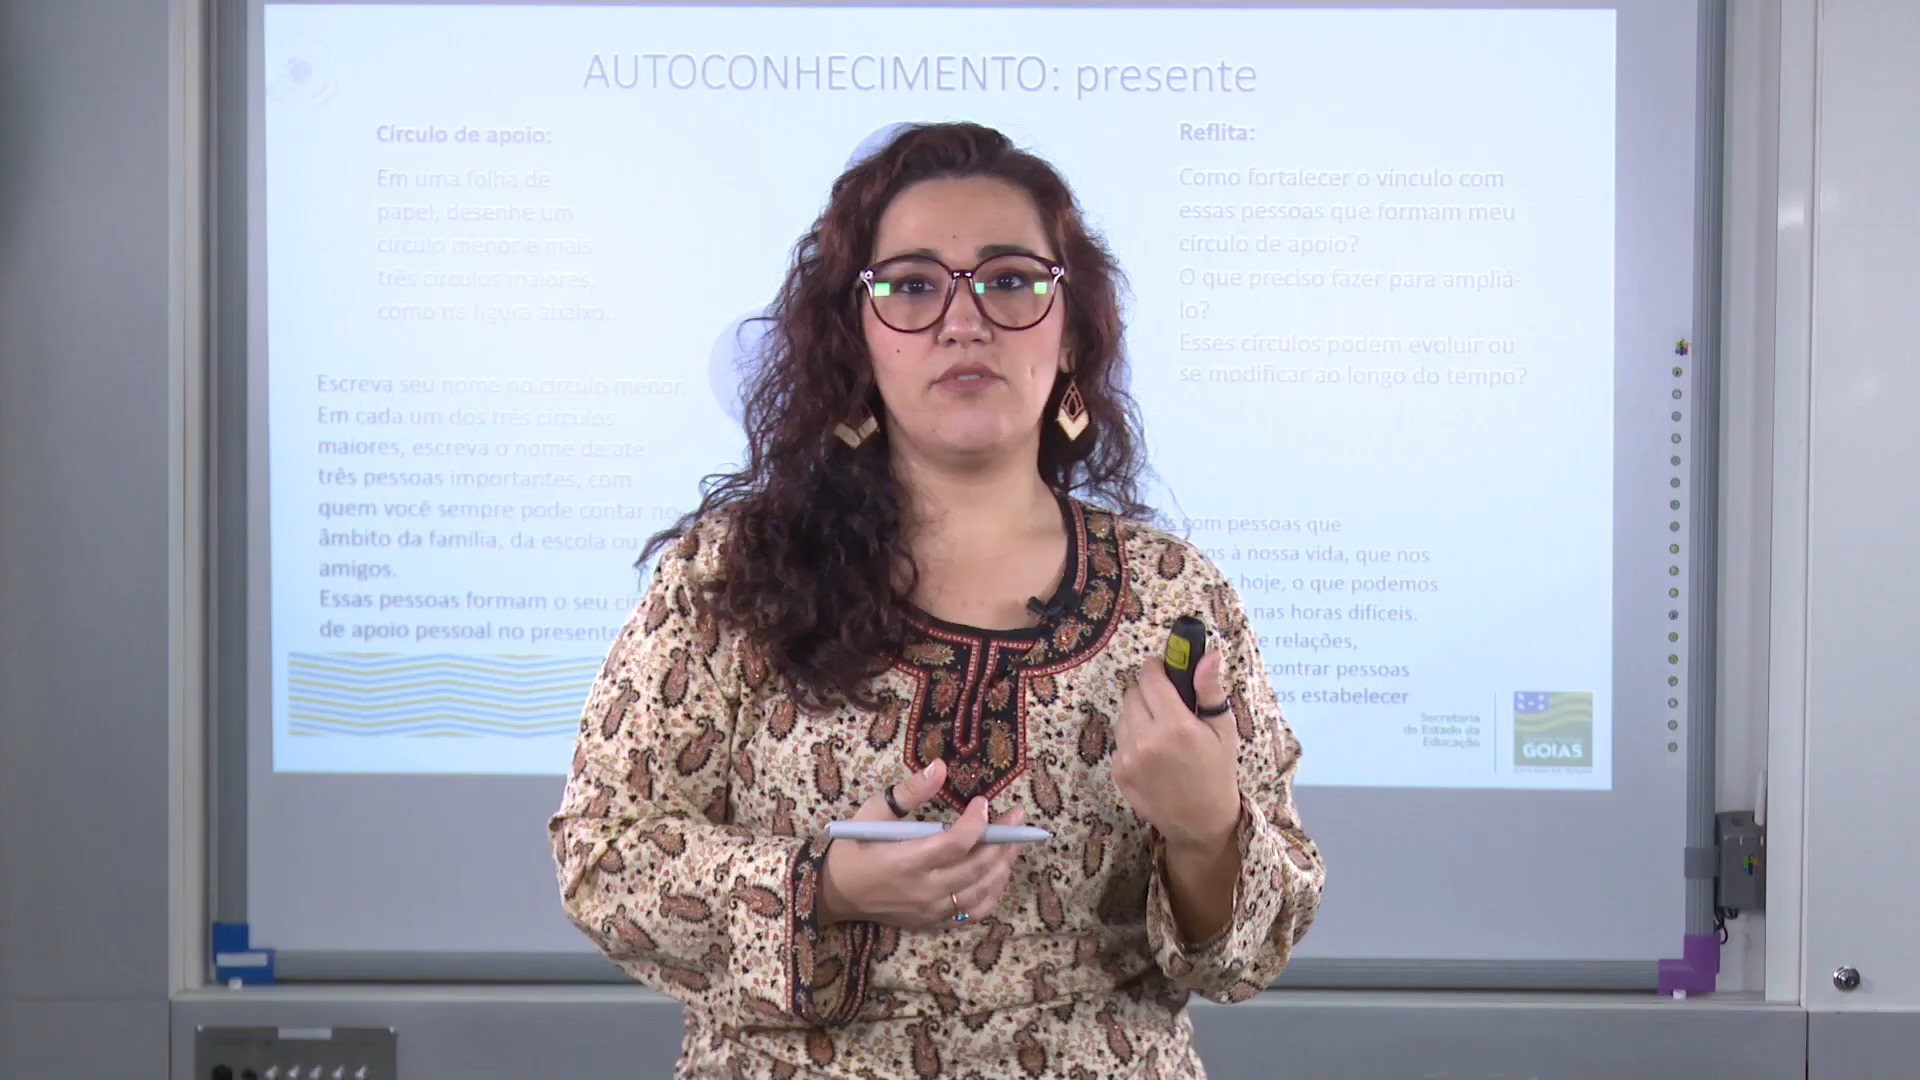 AUTOCONHECIMENTO: presente
Círculo de apoio:
Em uma folha de
papel, desenhe um
círculo menor e mais
três círculos maiores,
como na figura abaixo.
Escreva seu nome no círculo menor
Em cada um dos três círculos
maiores, escreva o nome de até
três pessoas importantes, com
quem você sempre pode contar no
âmbito da família, da escola ou
amigos.
Essas pessoas formam o seu
de apoio pessoal no presente
Reflita:
Como fortalecer o vínculo com
essas pessoas que formam meu
círculo de apoio?
O que preciso fazer para ampliá-
lo?
Esses círculos podem evoluir ou
se modificar ao longo do tempo?
com pessoas que
à nossa vida, que nos
hoje, o que podemos
nas horas difíceis.
relações,
pessoas
estabelecer
Secretaria
de Estado da
Educação
GOIÁS